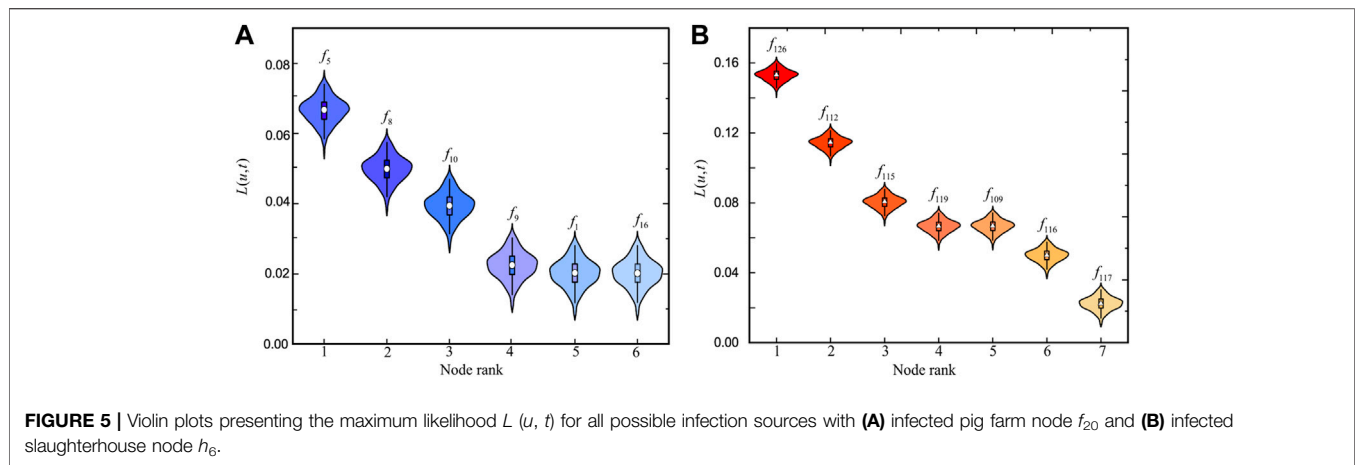 A
B
f5
f8
f10
f9
f1
f16
0.08
0.06
0.04
0.02
0.00
L(u,t)
1 2 3 4 5 6
Node rank
f126
f112
f115
f119
f109
f116
f117
0.16
0.12
0.08
0.04
0.00
L(u,t)
1 2 3 4 5 6 7
Node rank
FIGURE 5 | Violin plots presenting the maximum likelihood L (u, t) for all possible infection sources with (A) infected pig farm node f20 and (B) infected
slaughterhouse node h6.